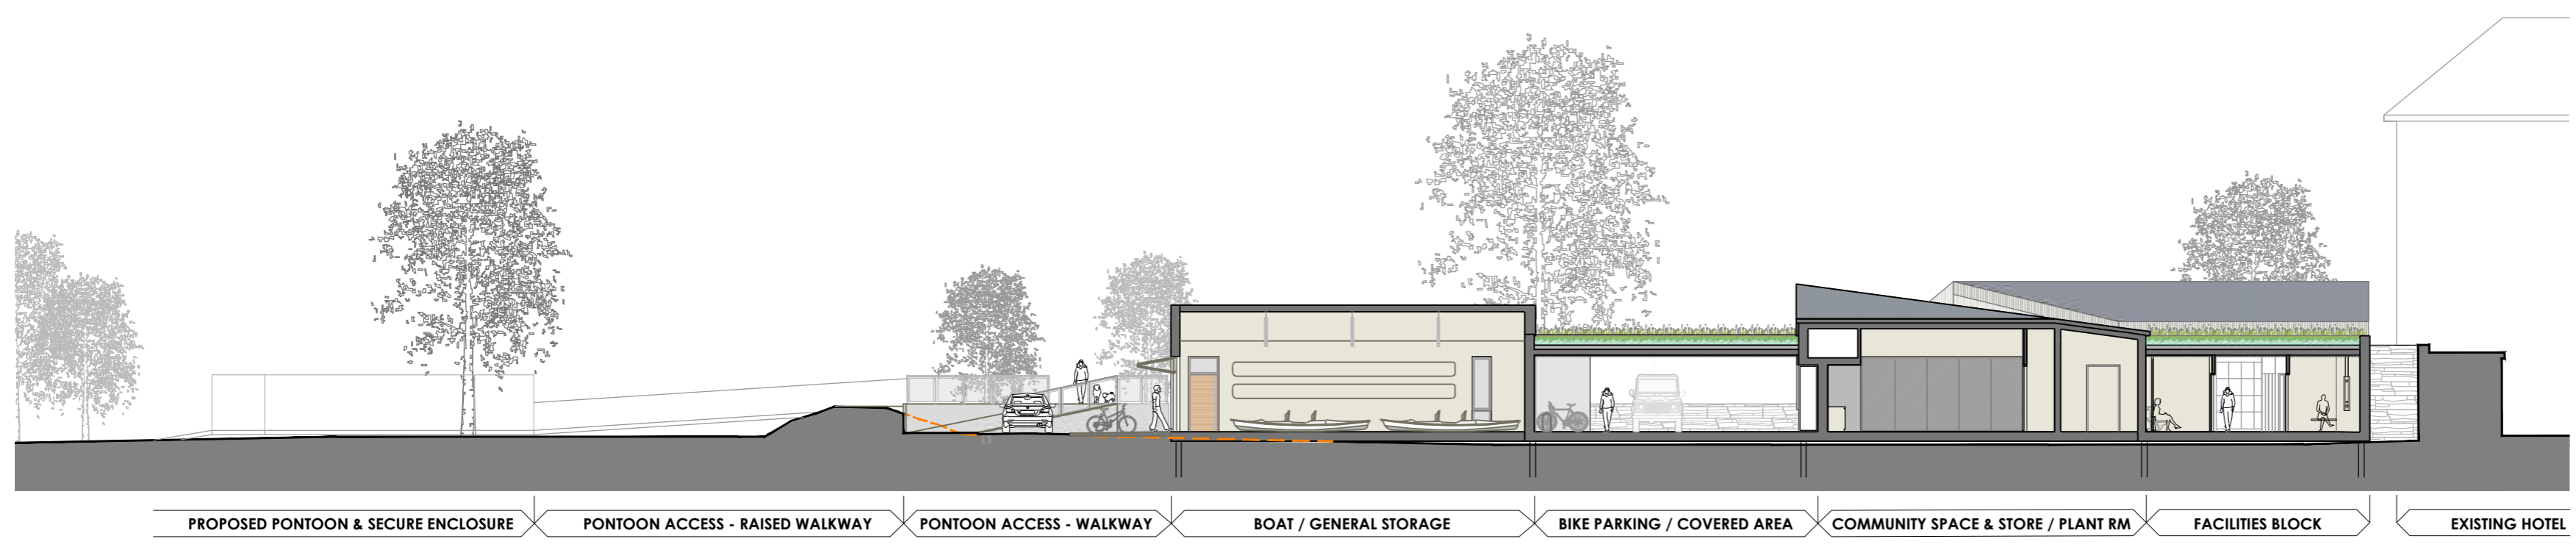 PROPOSED PONTOON & SECURE ENCLOSURE
PONTOON ACCESS - RAISED WALKWAY
PONTOON ACCESS - WALKWAY
BOAT / GENERAL STORAGE
BIKE PARKING / COVERED AREA
COMMUNITY SPACE & STORE / PLANT RM
FACILITIES BLOCK
EXISTING HOTEL